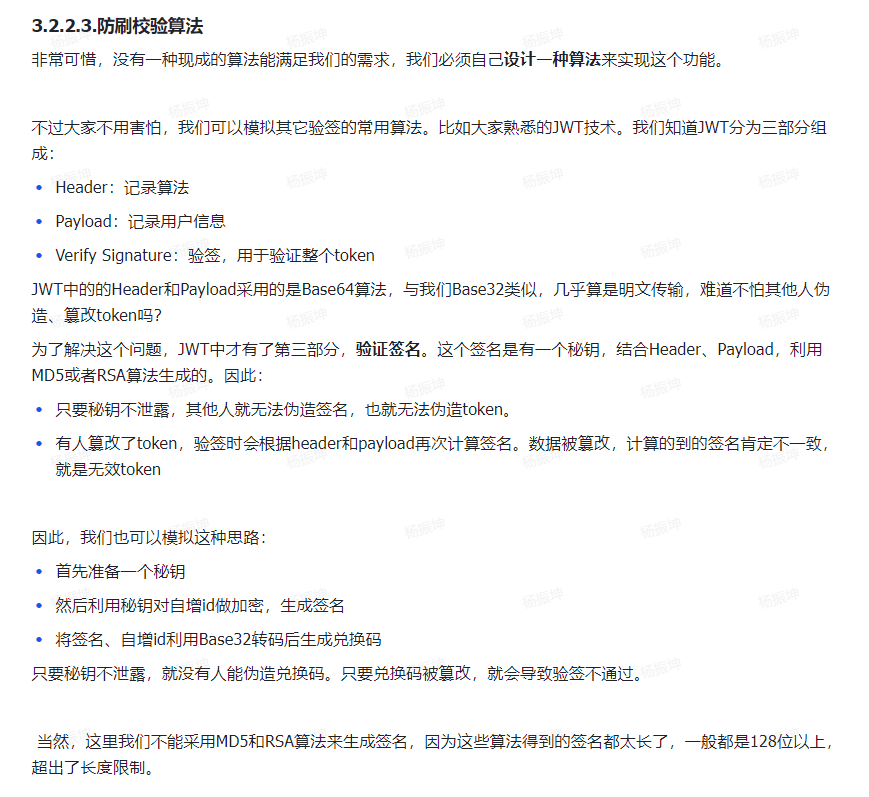 3.2.2.3.防刷校验算法
非常可惜，没有一种现成的算法能满足我们的需求，我们必须自己设计一种算法来实现这个功能。
不过大家不用害怕，我们可以模拟其它验签的常用算法。比如大家熟悉的JWT技术。我们知道JWT分为三部分组
成：
• Header：记录算法
• Payload：记录用户信息
• Verify Signature：验签，用于验证整个token
JWT中的的Header和Payload采用的是Base64算法，与我们Base32类似，几乎算是明文传输，难道不怕其他人伪
造、篡改token吗？
为了解决这个问题，JWT中才有了第三部分，验证签名。这个签名是有一个秘钥，结合Header、Payload，利用
MD5或者RSA算法生成的。因此：
• 只要秘钥不泄露，其他人就无法伪造签名，也就无法伪造token。
• 有人篡改了token，验签时会根据header和payload再次计算签名。数据被篡改，计算的到的签名肯定不一致，
就是无效token
因此，我们也可以模拟这种思路：
• 首先准备一个秘钥
• 然后利用秘钥对自增id做加密，生成签名
• 将签名、自增id利用Base32转码后生成兑换码
只要秘钥不泄露，就没有人能伪造兑换码。只要兑换码被篡改，就会导致验签不通过。
当然，这里我们不能采用MD5和RSA算法来生成签名，因为这些算法得到的签名都太长了，一般都是128位以上，
超出了长度限制。
杨振坤